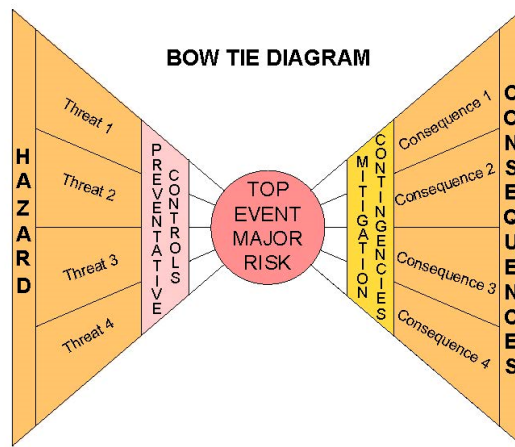 BOW TIE DIAGRAM
HAZARD
Threat 1
Threat 2
Threat 3
Threat 4
PREVENTATIVE
CONTROLS
TOP
EVENT
MAJOR
RISK
MITIGATION
CONTINGENCIES
Consequence 1
Consequence 2
Consequence 3
Consequence 4
CONSEQUENCES